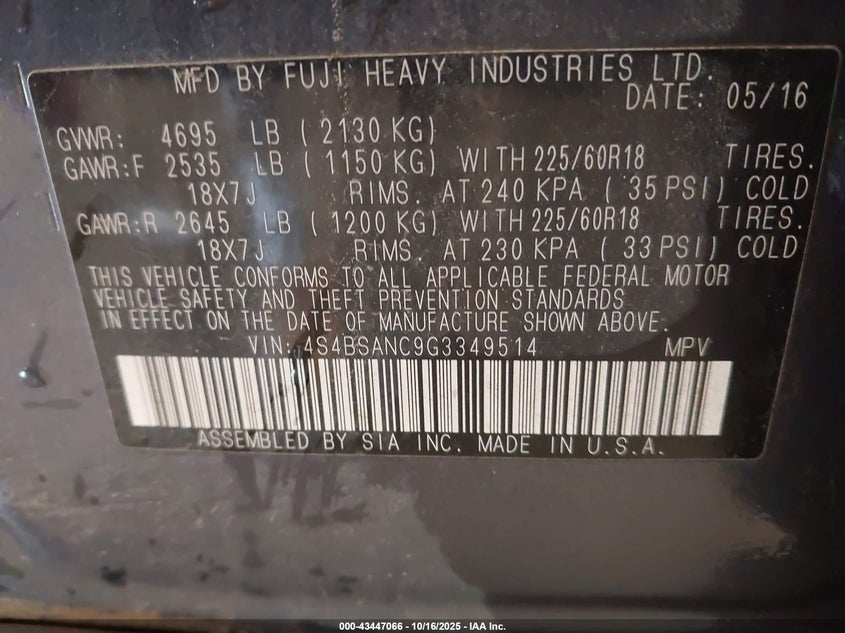 MFD BY FUJI HEAVY INDUSTRIES LTD.
DATE: 05/16
GVWR: 4695 LB ( 2130 KG)
GAWR:F 2535 LB ( 1150 KG) WITH 225/60R18 TIRES.
18X7J RIMS. AT 240 KPA ( 35 PSI) COLD
GAWR:R 2645 LB ( 1200 KG) WITH 225/60R18 TIRES.
18X7J RIMS. AT 230 KPA ( 33 PSI) COLD
THIS VEHICLE CONFORMS TO ALL APPLICABLE FEDERAL MOTOR
VEHICLE SAFETY AND THEFT PREVENTION STANDARDS
IN EFFECT ON THE DATE OF MANUFACTURE SHOWN ABOVE.
VIN: 4S4BSANC9G3349514 MPV
ASSEMBLED BY SIA INC. MADE IN U.S.A.
000-43447066 - 10/16/2025 - IAA Inc.